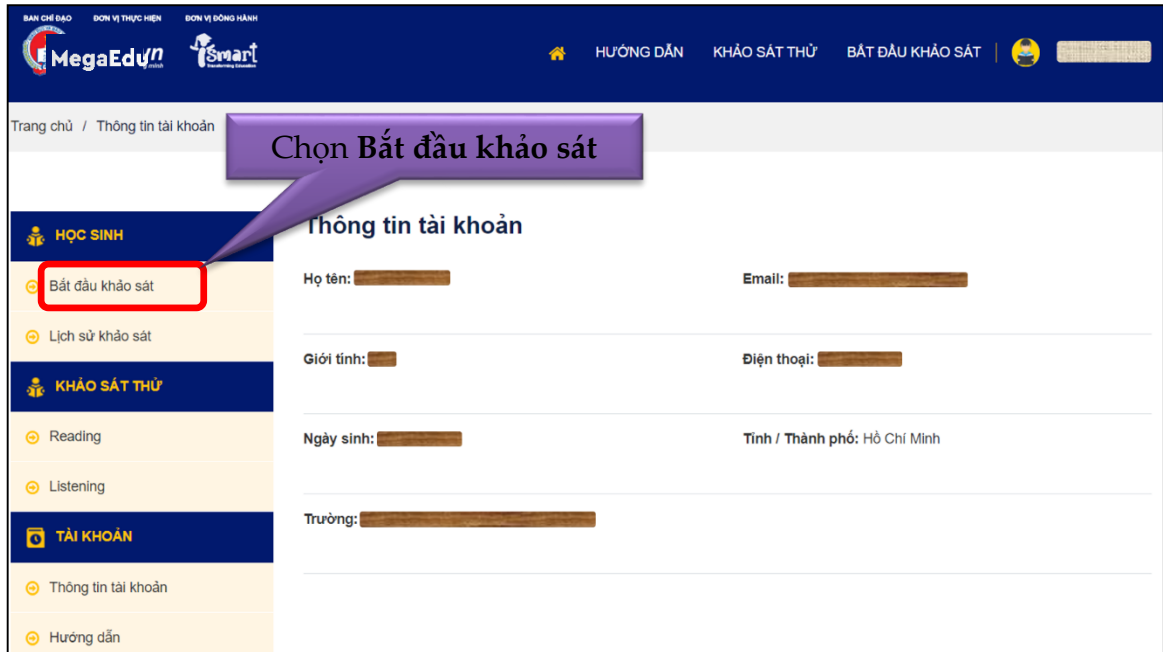 BAN CHỈ ĐẠO ĐƠN VỊ THỰC HIỆN ĐƠN VỊ ĐỒNG HÀNH
MegaEdu iSmart
Transforming Education
HƯỚNG DẪN KHẢO SÁT THỬ BẮT ĐẦU KHẢO SÁT
Trang chủ / Thông tin tài khoản
Chọn Bắt đầu khảo sát
HỌC SINH
Bắt đầu khảo sát
Lịch sử khảo sát
KHẢO SÁT THỬ
Reading
Listening
TÀI KHOẢN
Thông tin tài khoản
Hướng dẫn
Thông tin tài khoản
Họ tên: Email:
Giới tính: Điện thoại:
Ngày sinh: Tỉnh / Thành phố: Hồ Chí Minh
Trường: